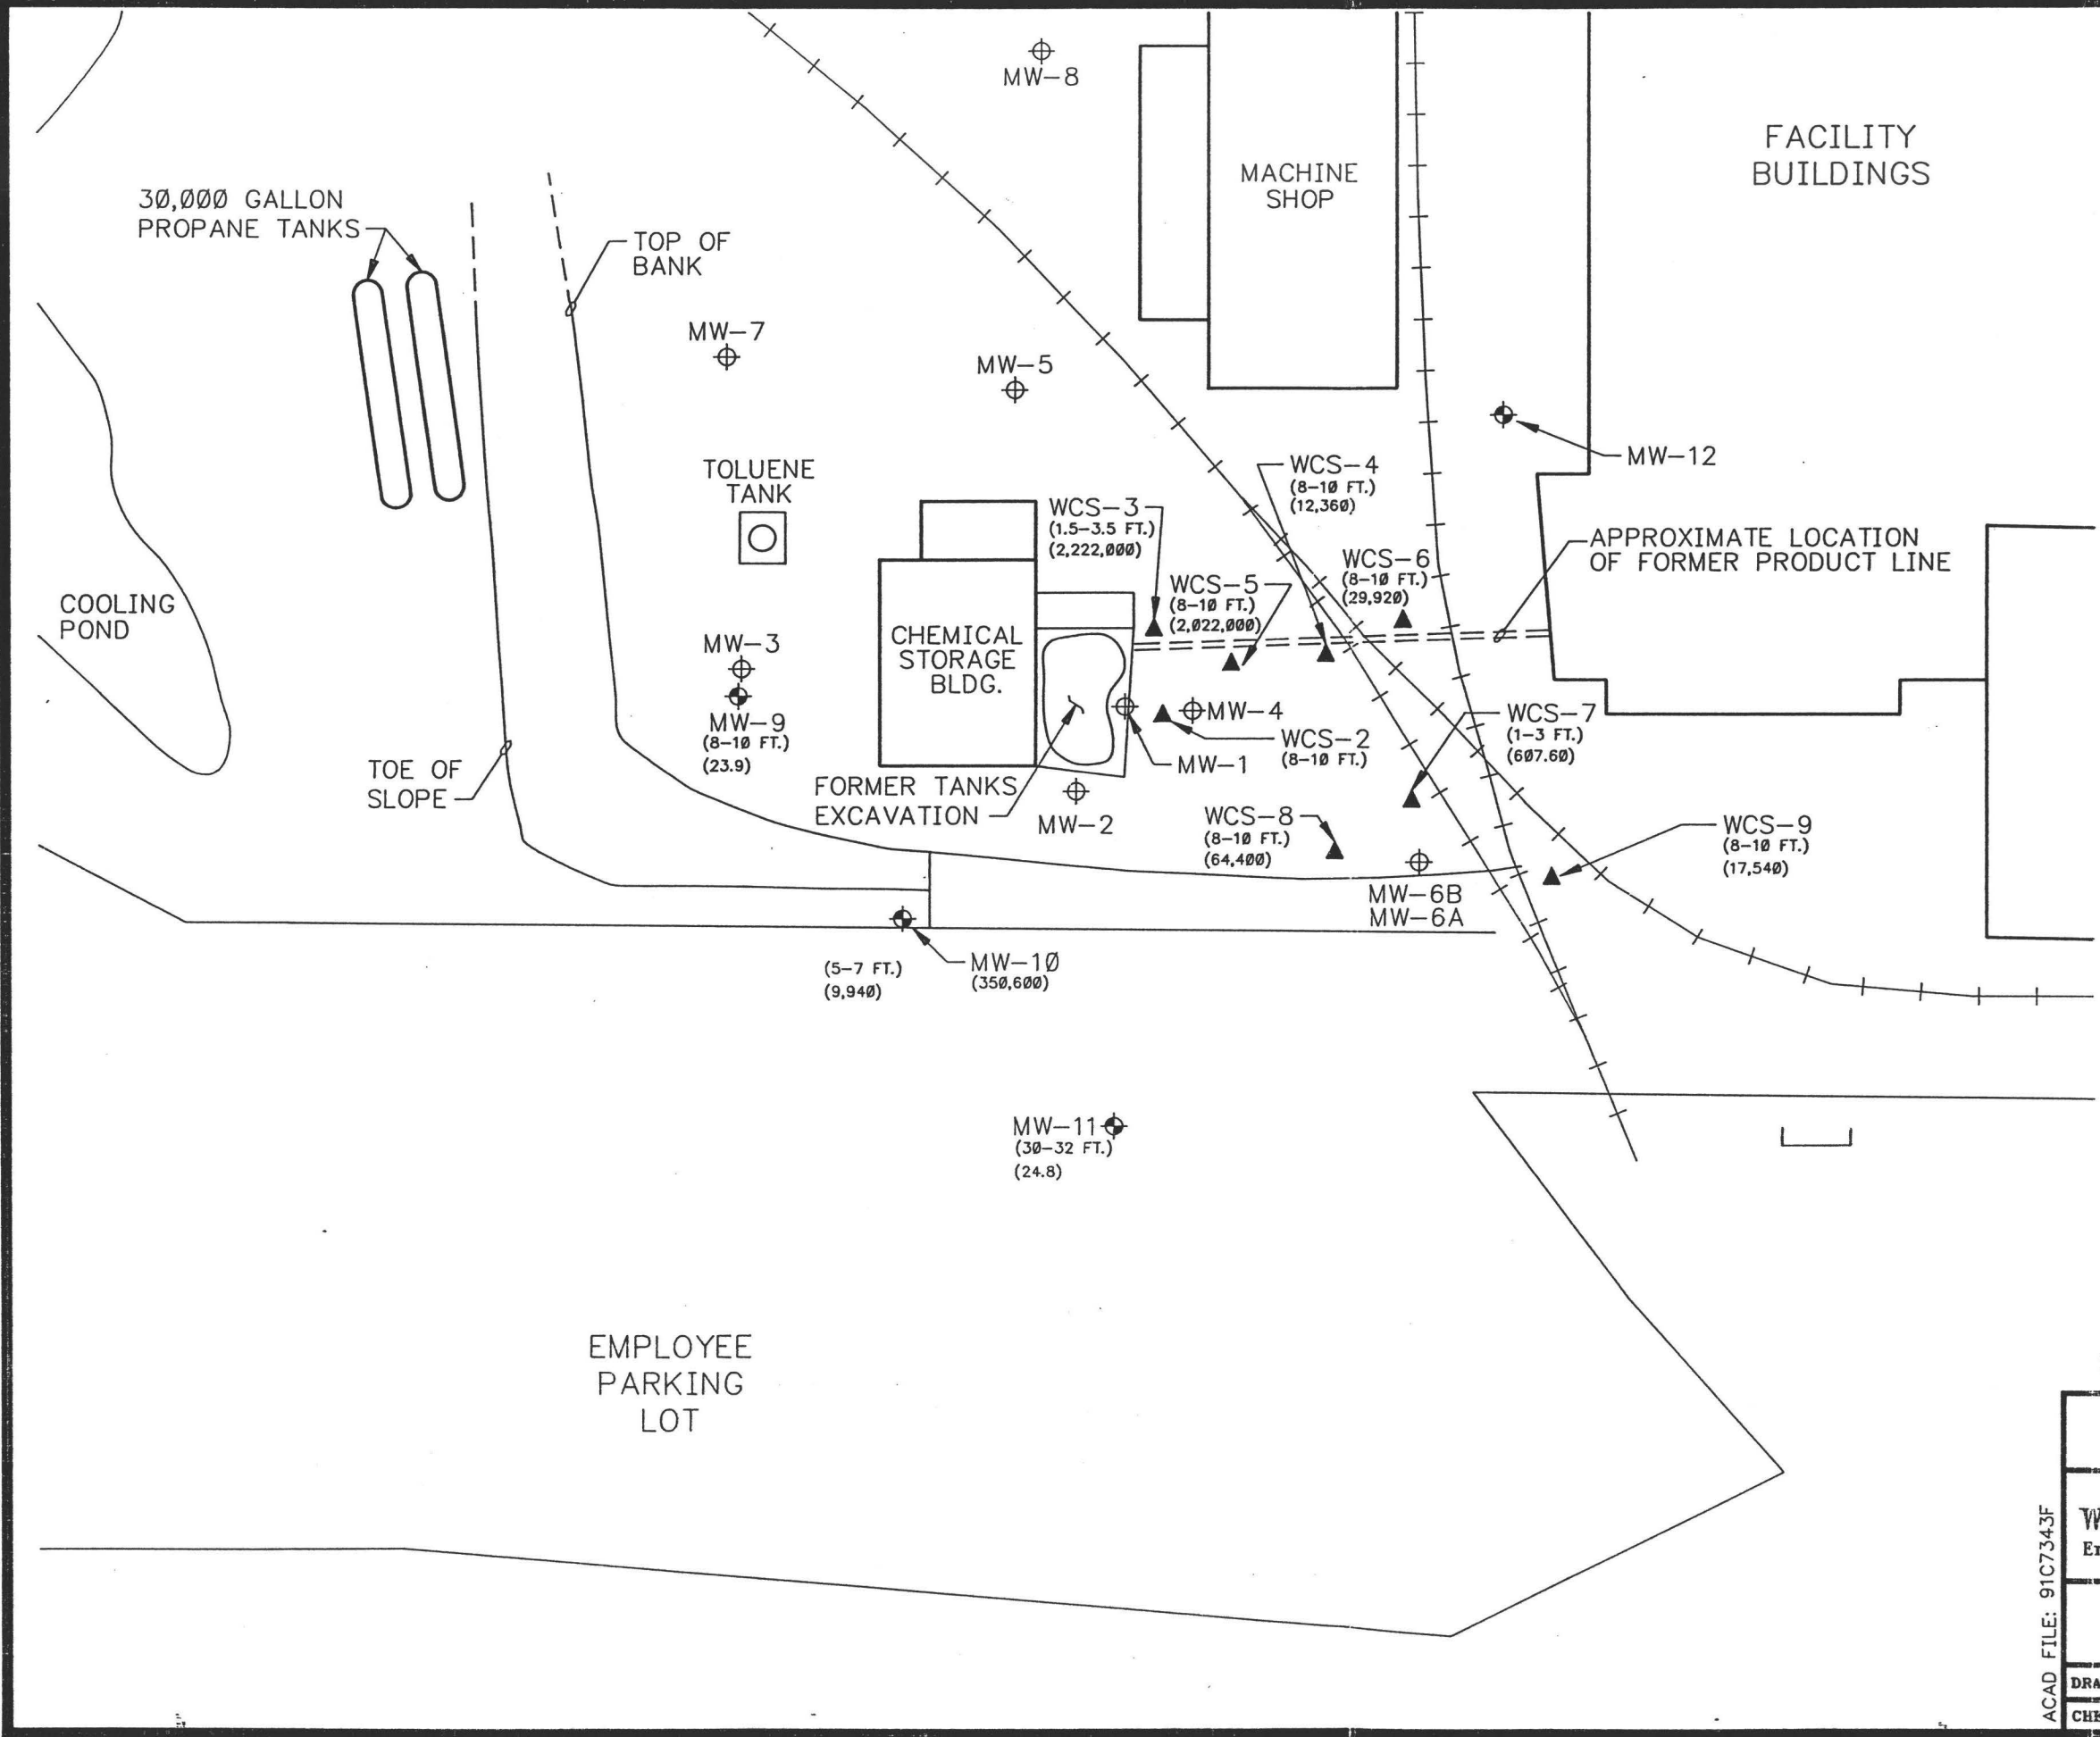 MW-8
FACILITY
BUILDINGS
MACHINE
SHOP
30,000 GALLON
PROPANE TANKS
TOP OF
BANK
MW-7
MW-5
MW-12
TOLUENE
TANK
WCS-4
(8-10 FT.)
(12,360)
WCS-3
(1.5-3.5 FT.)
(2,222,000)
APPROXIMATE LOCATION
OF FORMER PRODUCT LINE
WCS-6
(8-10 FT.)
(29,920)
WCS-5
(8-10 FT.)
(2,022,000)
COOLING
POND
CHEMICAL
STORAGE
BLDG.
MW-3
MW-9
(8-10 FT.)
(23.9)
MW-4
WCS-2
(8-10 FT.)
MW-1
WCS-7
(1-3 FT.)
(607.60)
TOE OF
SLOPE
FORMER TANKS
EXCAVATION
MW-2
WCS-8
(8-10 FT.)
(64,400)
WCS-9
(8-10 FT.)
(17,540)
MW-6B
MW-6A
(5-7 FT.)
(9,940)
MW-10
(350,600)
MW-11
(30-32 FT.)
(24.8)
EMPLOYEE
PARKING
LOT
ACAD FILE: 91C7343F